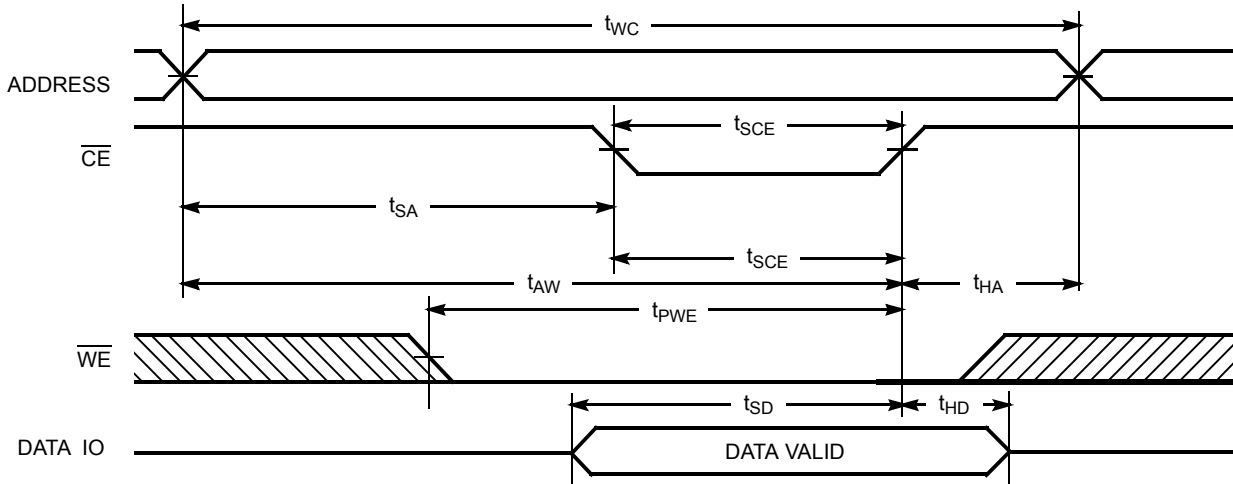 tWC
ADDRESS
tSCE
CE
tSA
tSCE
tAW
tHA
tPWE
WE
tSD
tHD
DATA IO
DATA VALID